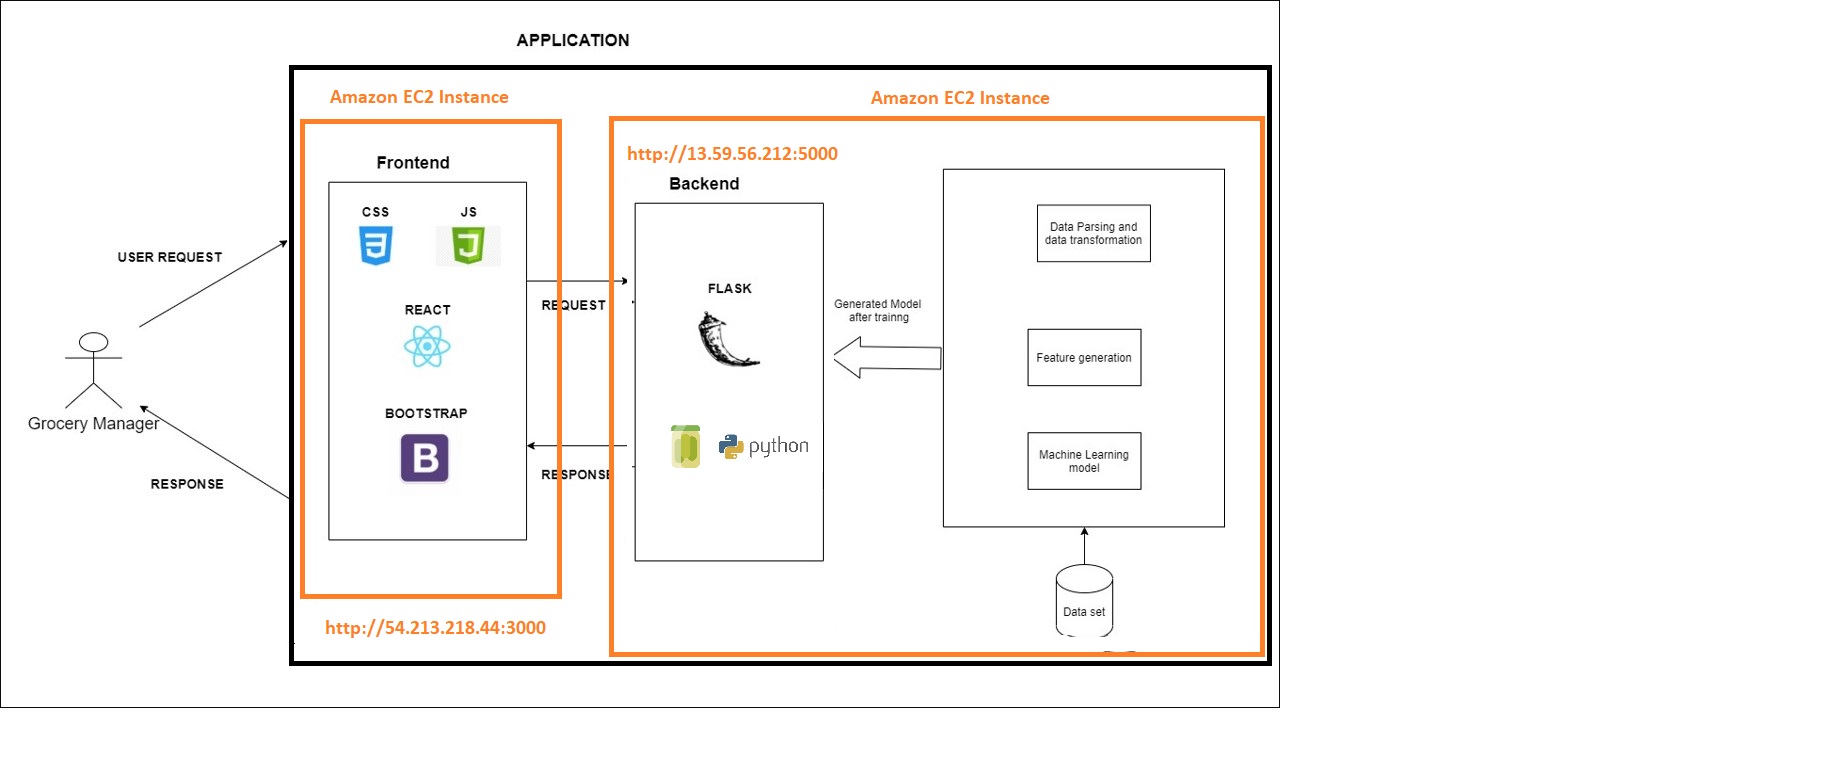 APPLICATION
Amazon EC2 Instance
Amazon EC2 Instance
http://13.59.56.212:5000
Frontend
Backend
CSS
JS
REACT
BOOTSTRAP
B
USER REQUEST
Grocery Manager
RESPONSE
REQUEST
RESPONSE
FLASK
python
Generated Model
after trainng
Data Parsing and
data transformation
Feature generation
Machine Learning
model
Data set
http://54.213.218.44:3000